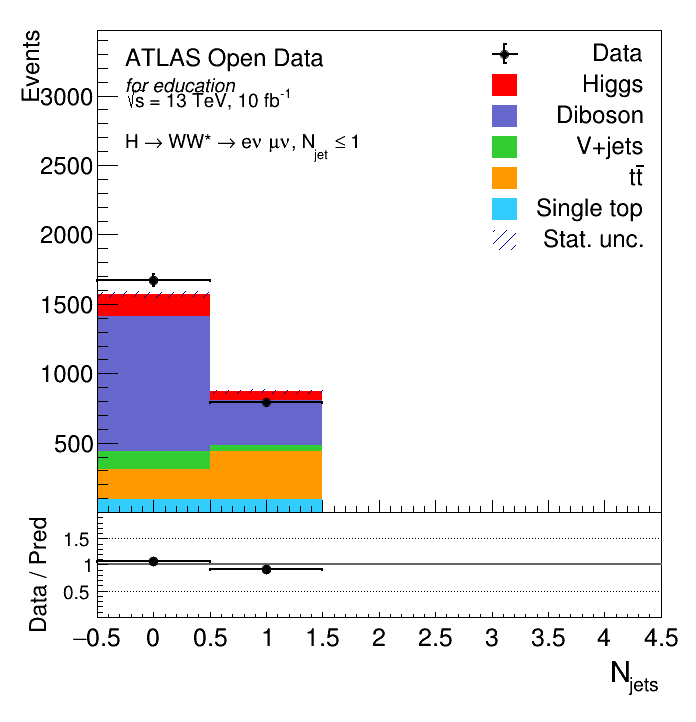 Events
3000
2500
2000
1500
1000
500
ATLAS Open Data
for education
√s = 13 TeV, 10 fb-1
H → WW* → eν μν, Njet ≤ 1
Data
Higgs
Diboson
V+jets
tt̄
Single top
Stat. unc.
Data / Pred
1.5
1
0.5
−0.5 0 0.5 1 1.5 2 2.5 3 3.5 4 4.5
Njets